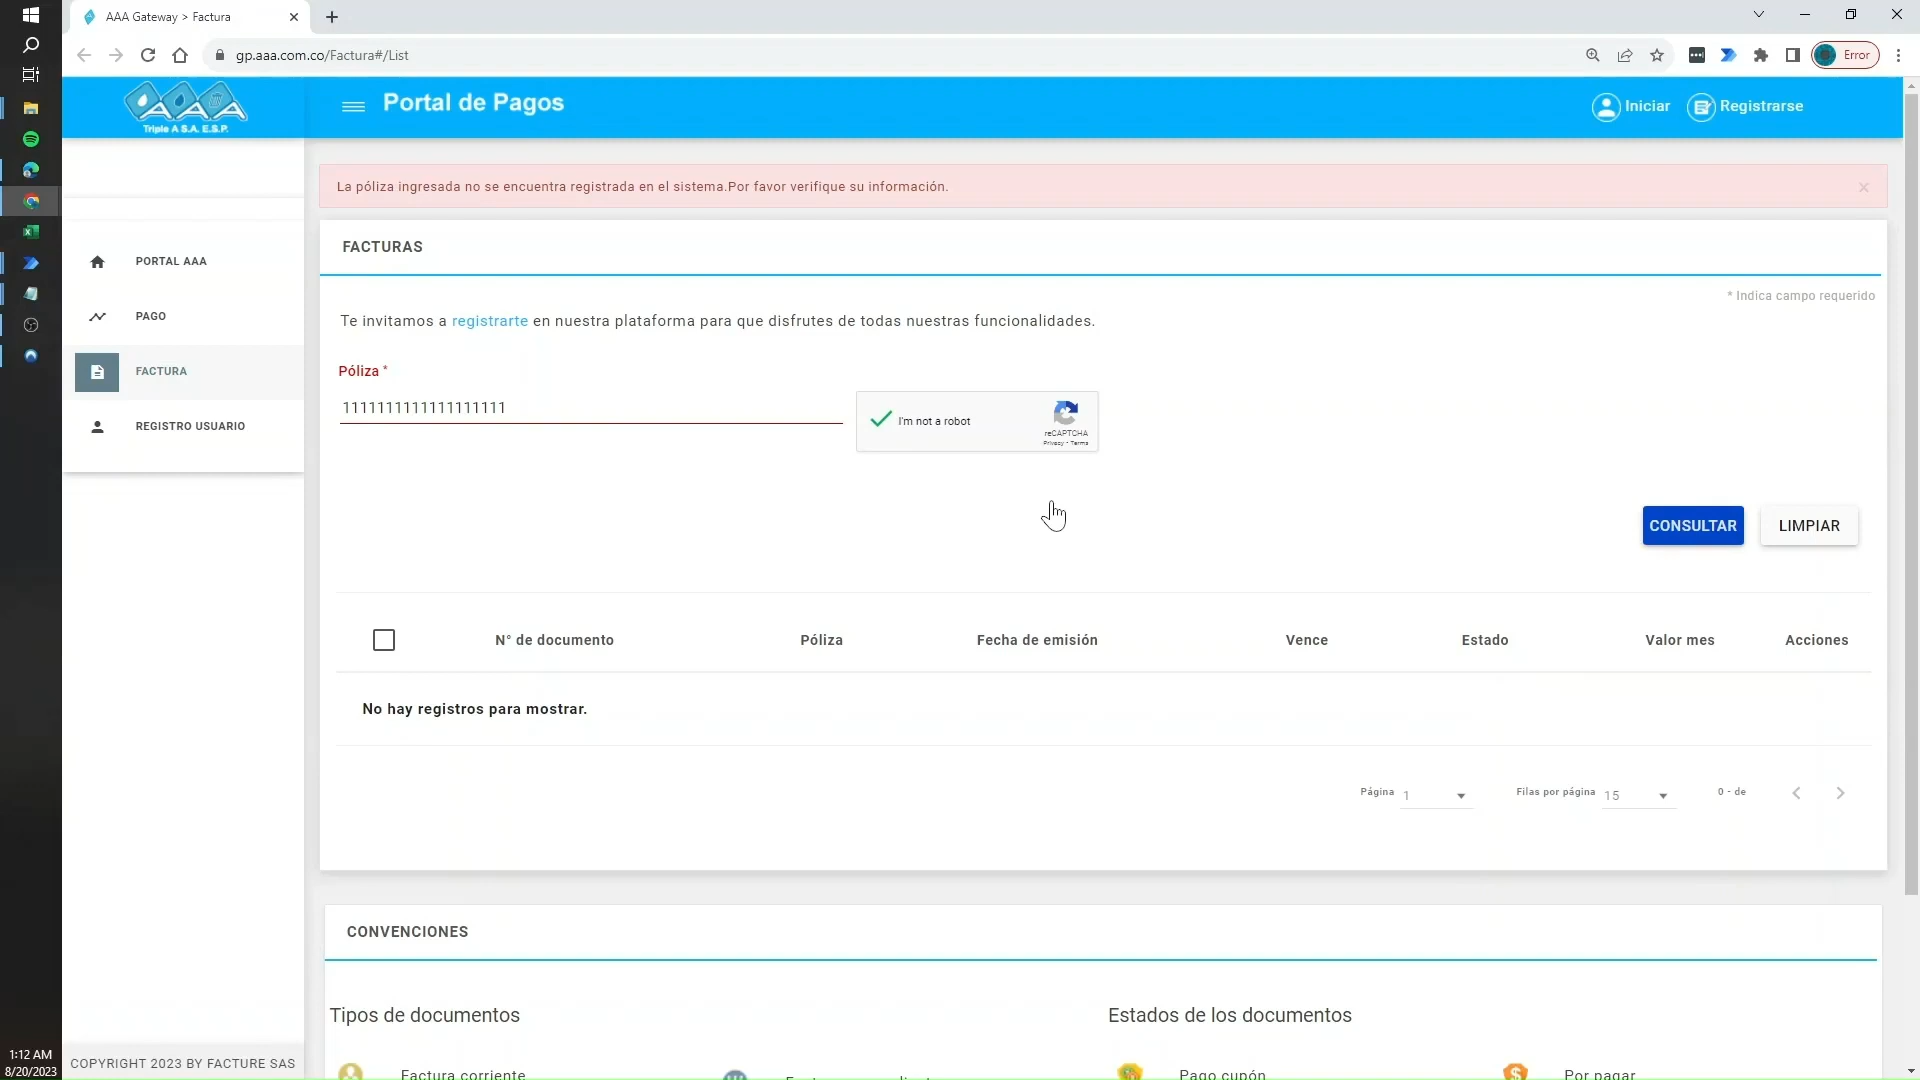 AAA Gateway > Factura
gp.aaa.com.co/Factura#/List
Error
AAA
Triple A S.A. E.S.P.
Portal de Pagos
Iniciar
Registrarse
La póliza ingresada no se encuentra registrada en el sistema.Por favor verifique su información.
PORTAL AAA
PAGO
FACTURA
REGISTRO USUARIO
FACTURAS
* Indica campo requerido
Te invitamos a registrarte en nuestra plataforma para que disfrutes de todas nuestras funcionalidades.
Póliza *
1111111111111111111
I'm not a robot
reCAPTCHA
Privacy - Terms
CONSULTAR
LIMPIAR
N° de documento Póliza Fecha de emisión Vence Estado Valor mes Acciones
No hay registros para mostrar.
Página 1 Filas por página 15 0 - de
CONVENCIONES
Tipos de documentos
Estados de los documentos
Factura corriente
Pago cupón
Por pagar
COPYRIGHT 2023 BY FACTURE SAS
1:12 AM
8/20/2023